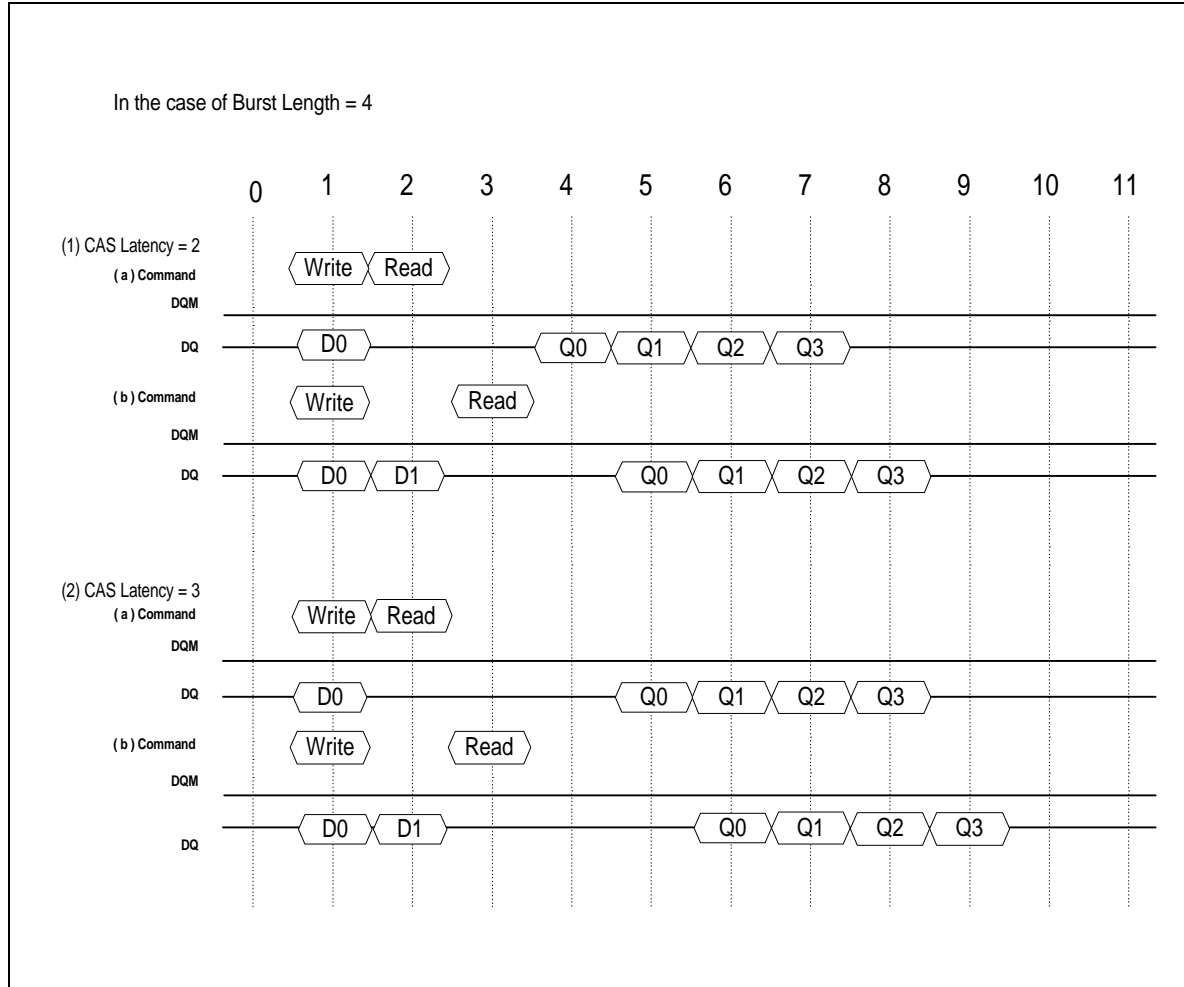 In the case of Burst Length = 4
0 1 2 3 4 5 6 7 8 9 10 11
(1) CAS Latency = 2
( a ) Command Write Read
DQM
DQ D0 Q0 Q1 Q2 Q3
( b ) Command Write Read
DQM
DQ D0 D1 Q0 Q1 Q2 Q3
(2) CAS Latency = 3
( a ) Command Write Read
DQM
DQ D0 Q0 Q1 Q2 Q3
( b ) Command Write Read
DQM
DQ D0 D1 Q0 Q1 Q2 Q3